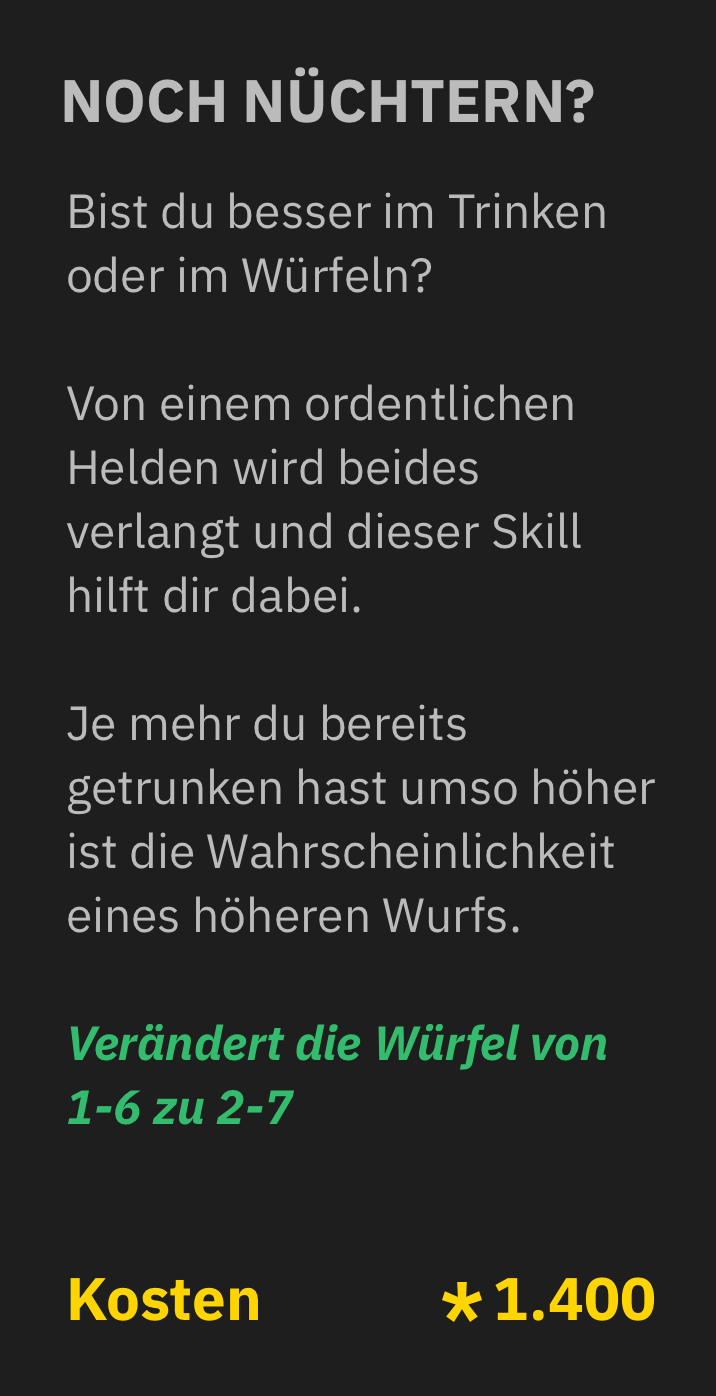 NOCH NÜCHTERN?
Bist du besser im Trinken
oder im Würfeln?
Von einem ordentlichen
Helden wird beides
verlangt und dieser Skill
hilft dir dabei.
Je mehr du bereits
getrunken hast umso höher
ist die Wahrscheinlichkeit
eines höheren Wurfs.
Verändert die Würfel von
1-6 zu 2-7
Kosten * 1.400